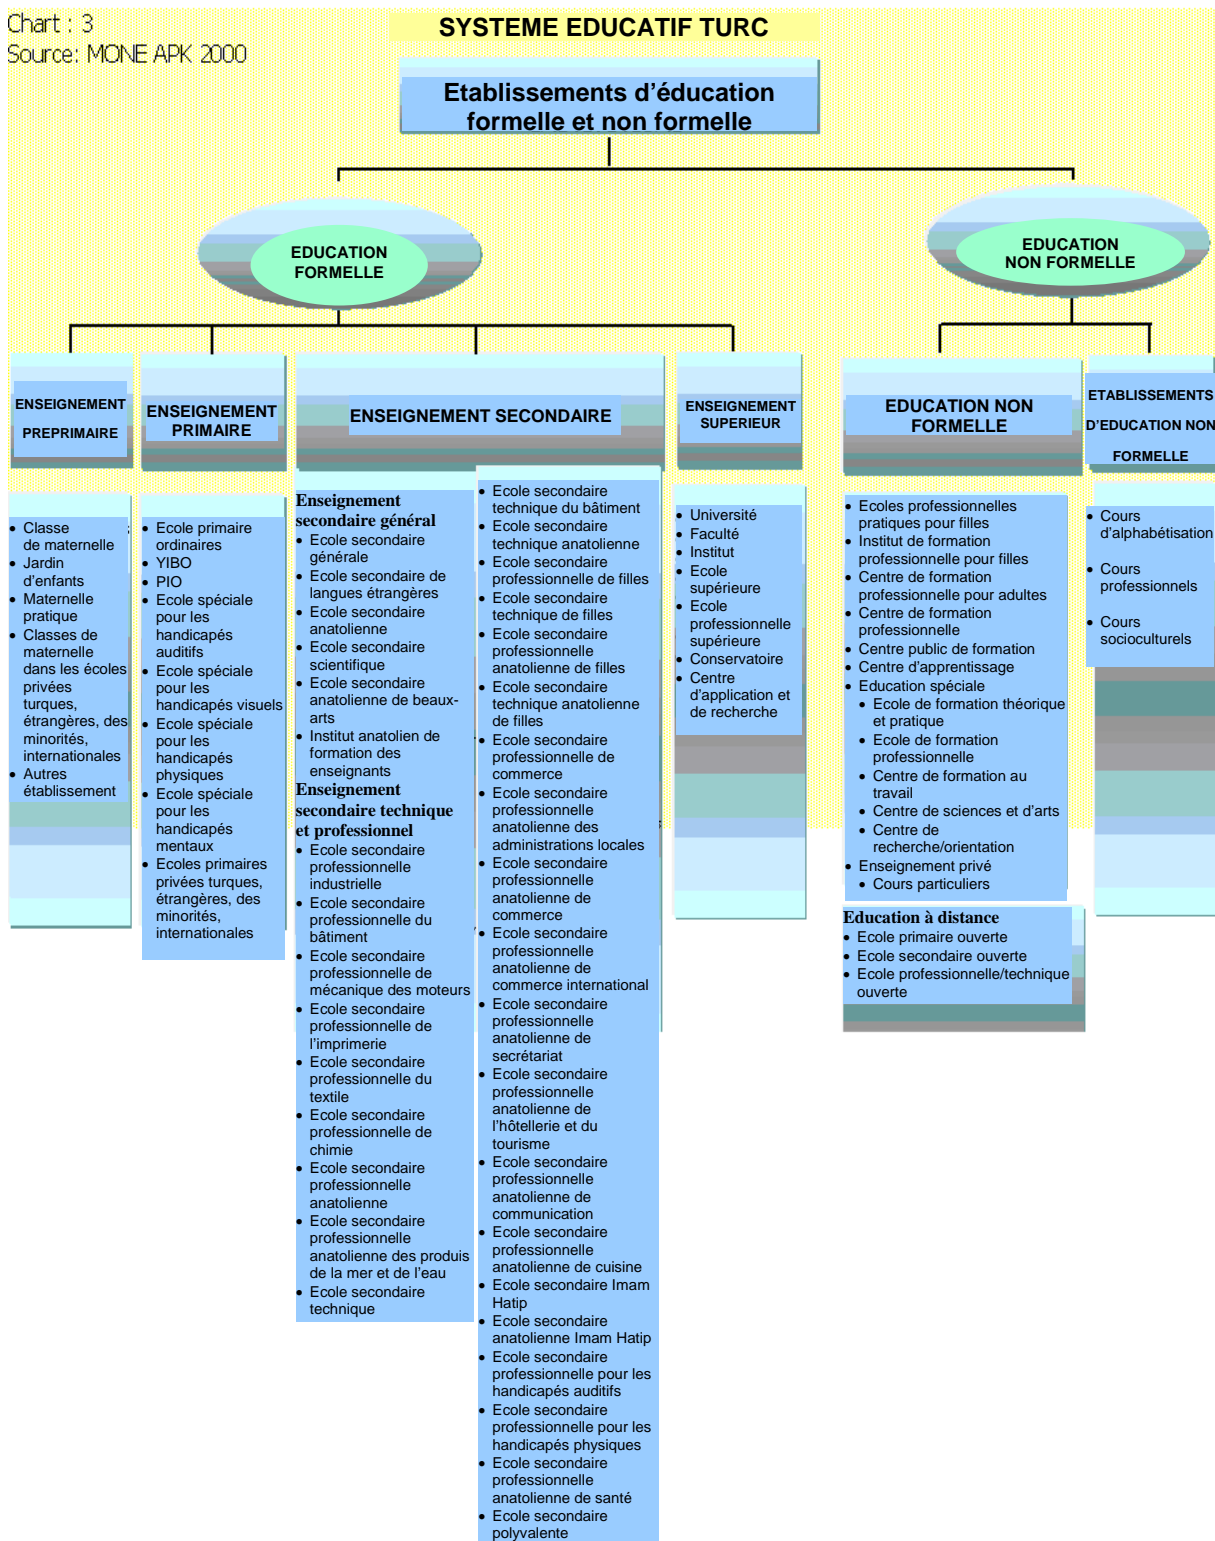 Chart : 3
Source: MONE APK 2000
SYSTEME EDUCATIF TURC
Etablissements d'éducation
formelle et non formelle
EDUCATION
FORMELLE
EDUCATION
NON FORMELLE
ENSEIGNEMENT
PREPRIMAIRE
ENSEIGNEMENT
PRIMAIRE
ENSEIGNEMENT SECONDAIRE
ENSEIGNEMENT
SUPERIEUR
EDUCATION NON
FORMELLE
ETABLISSEMENTS
D'EDUCATION NON
FORMELLE
• Classe
de maternelle
• Jardin
d'enfants
• Maternelle
pratique
• Classes de
maternelle
dans les écoles
privées
turques,
étrangères, des
minorités,
internationales
• Autres
établissement
• Ecole primaire
ordinaires
• YIBO
• PIO
• Ecole spéciale
pour les
handicapés
auditifs
• Ecole spéciale
pour les
handicapés visuels
• Ecole spéciale
pour les
handicapés
physiques
• Ecole spéciale
pour les
handicapés
mentaux
• Ecoles primaires
privées turques,
étrangères, des
minorités,
internationales
Enseignement
secondaire général
• Ecole secondaire
générale
• Ecole secondaire de
langues étrangères
• Ecole secondaire
anatolienne
• Ecole secondaire
scientifique
• Ecole secondaire
anatolienne de beaux-
arts
• Institut anatolien de
formation des
enseignants
Enseignement
secondaire technique
et professionnel
• Ecole secondaire
professionnelle
industrielle
• Ecole secondaire
professionnelle du
bâtiment
• Ecole secondaire
professionnelle de
mécanique des moteurs
• Ecole secondaire
professionnelle de
l'imprimerie
• Ecole secondaire
professionnelle du
textile
• Ecole secondaire
professionnelle de
chimie
• Ecole secondaire
professionnelle
anatolienne
• Ecole secondaire
professionnelle
anatolienne des produis
de la mer et de l'eau
• Ecole secondaire
technique
• Ecole secondaire
technique du bâtiment
• Ecole secondaire
technique anatolienne
• Ecole secondaire
professionnelle de filles
• Ecole secondaire
technique de filles
• Ecole secondaire
professionnelle
anatolienne de filles
• Ecole secondaire
technique anatolienne
de filles
• Ecole secondaire
professionnelle de
commerce
• Ecole secondaire
professionnelle
anatolienne des
administrations locales
• Ecole secondaire
professionnelle
anatolienne de
commerce
• Ecole secondaire
professionnelle
anatolienne de
commerce international
• Ecole secondaire
professionnelle
anatolienne de
secrétariat
• Ecole secondaire
professionnelle
anatolienne de
l'hôtellerie et du
tourisme
• Ecole secondaire
professionnelle
anatolienne de
communication
• Ecole secondaire
professionnelle
anatolienne de cuisine
• Ecole secondaire Imam
Hatip
• Ecole secondaire
anatolienne Imam Hatip
• Ecole secondaire
professionnelle pour les
handicapés auditifs
• Ecole secondaire
professionnelle pour les
handicapés physiques
• Ecole secondaire
professionnelle
anatolienne de santé
• Ecole secondaire
polyvalente
• Université
• Faculté
• Institut
• Ecole
supérieure
• Ecole
professionnelle
supérieure
• Conservatoire
• Centre
d'application et
de recherche
• Ecoles professionnelles
pratiques pour filles
• Institut de formation
professionnelle pour filles
• Centre de formation
professionnelle pour adultes
• Centre de formation
professionnelle
• Centre public de formation
• Centre d'apprentissage
• Education spéciale
• Ecole de formation théorique
et pratique
• Ecole de formation
professionnelle
• Centre de formation au
travail
• Centre de sciences et d'arts
• Centre de
recherche/orientation
• Enseignement privé
• Cours particuliers
Education à distance
• Ecole primaire ouverte
• Ecole secondaire ouverte
• Ecole professionnelle/technique
ouverte
• Cours
d'alphabétisation
• Cours
professionnels
• Cours
socioculturels